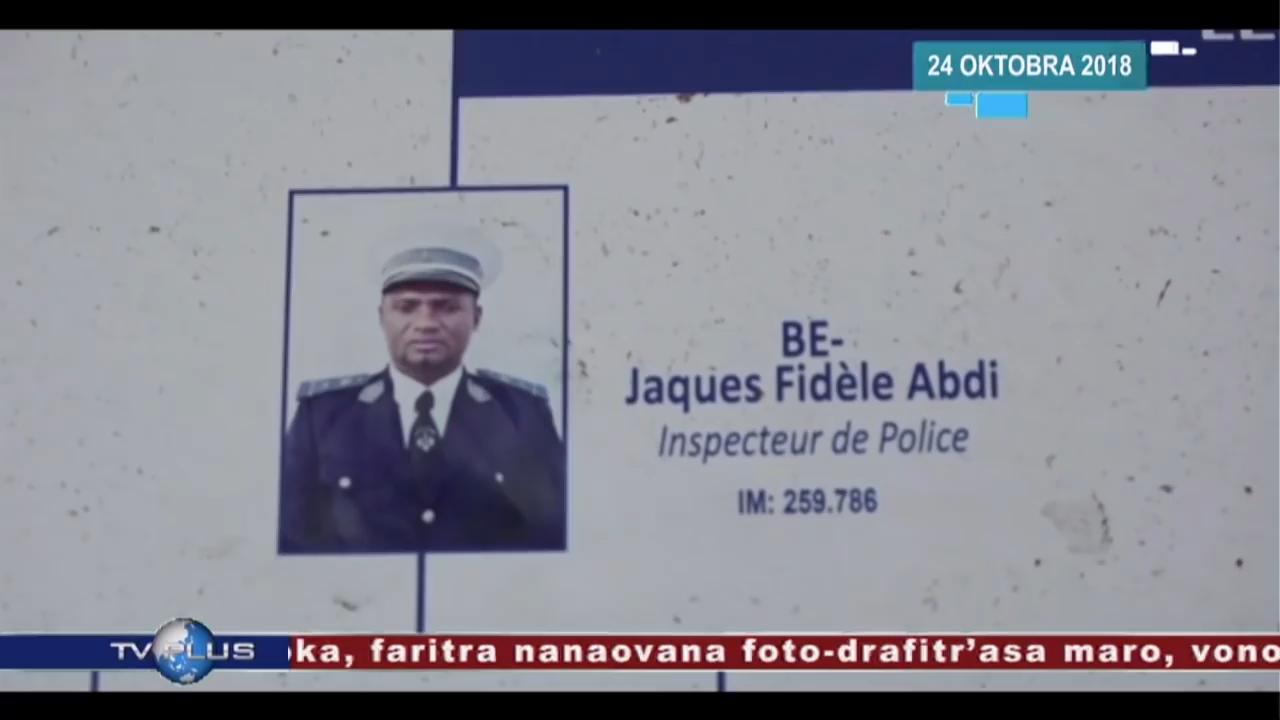 24 OKTOBRA 2018
BE-
Jaques Fidèle Abdi
Inspecteur de Police
IM: 259.786
TV PLUS
ka, faritra nanaovana foto-drafitr'asa maro, vono